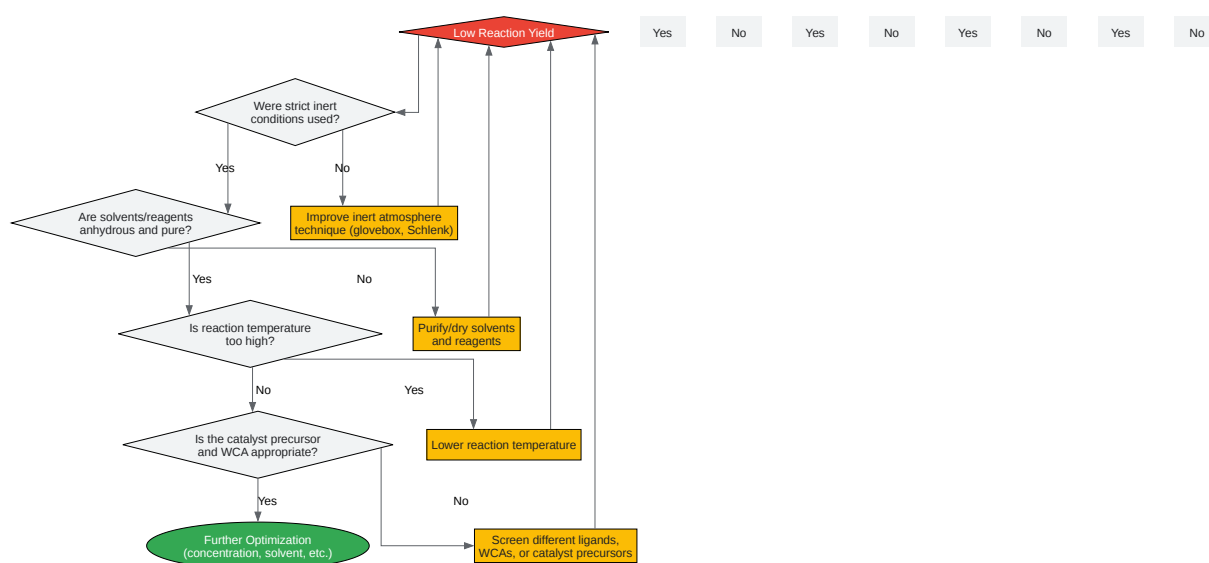 Low Reaction Yield
Yes
No
Yes
No
Yes
No
Yes
No
Were strict inert
conditions used?
Yes
No
Are solvents/reagents
anhydrous and pure?
Improve inert atmosphere
technique (glovebox, Schlenk)
Yes
No
Is reaction temperature
too high?
Purify/dry solvents
and reagents
No
Yes
Is the catalyst precursor
and WCA appropriate?
Lower reaction temperature
Yes
No
Further Optimization
(concentration, solvent, etc.)
Screen different ligands,
WCAs, or catalyst precursors